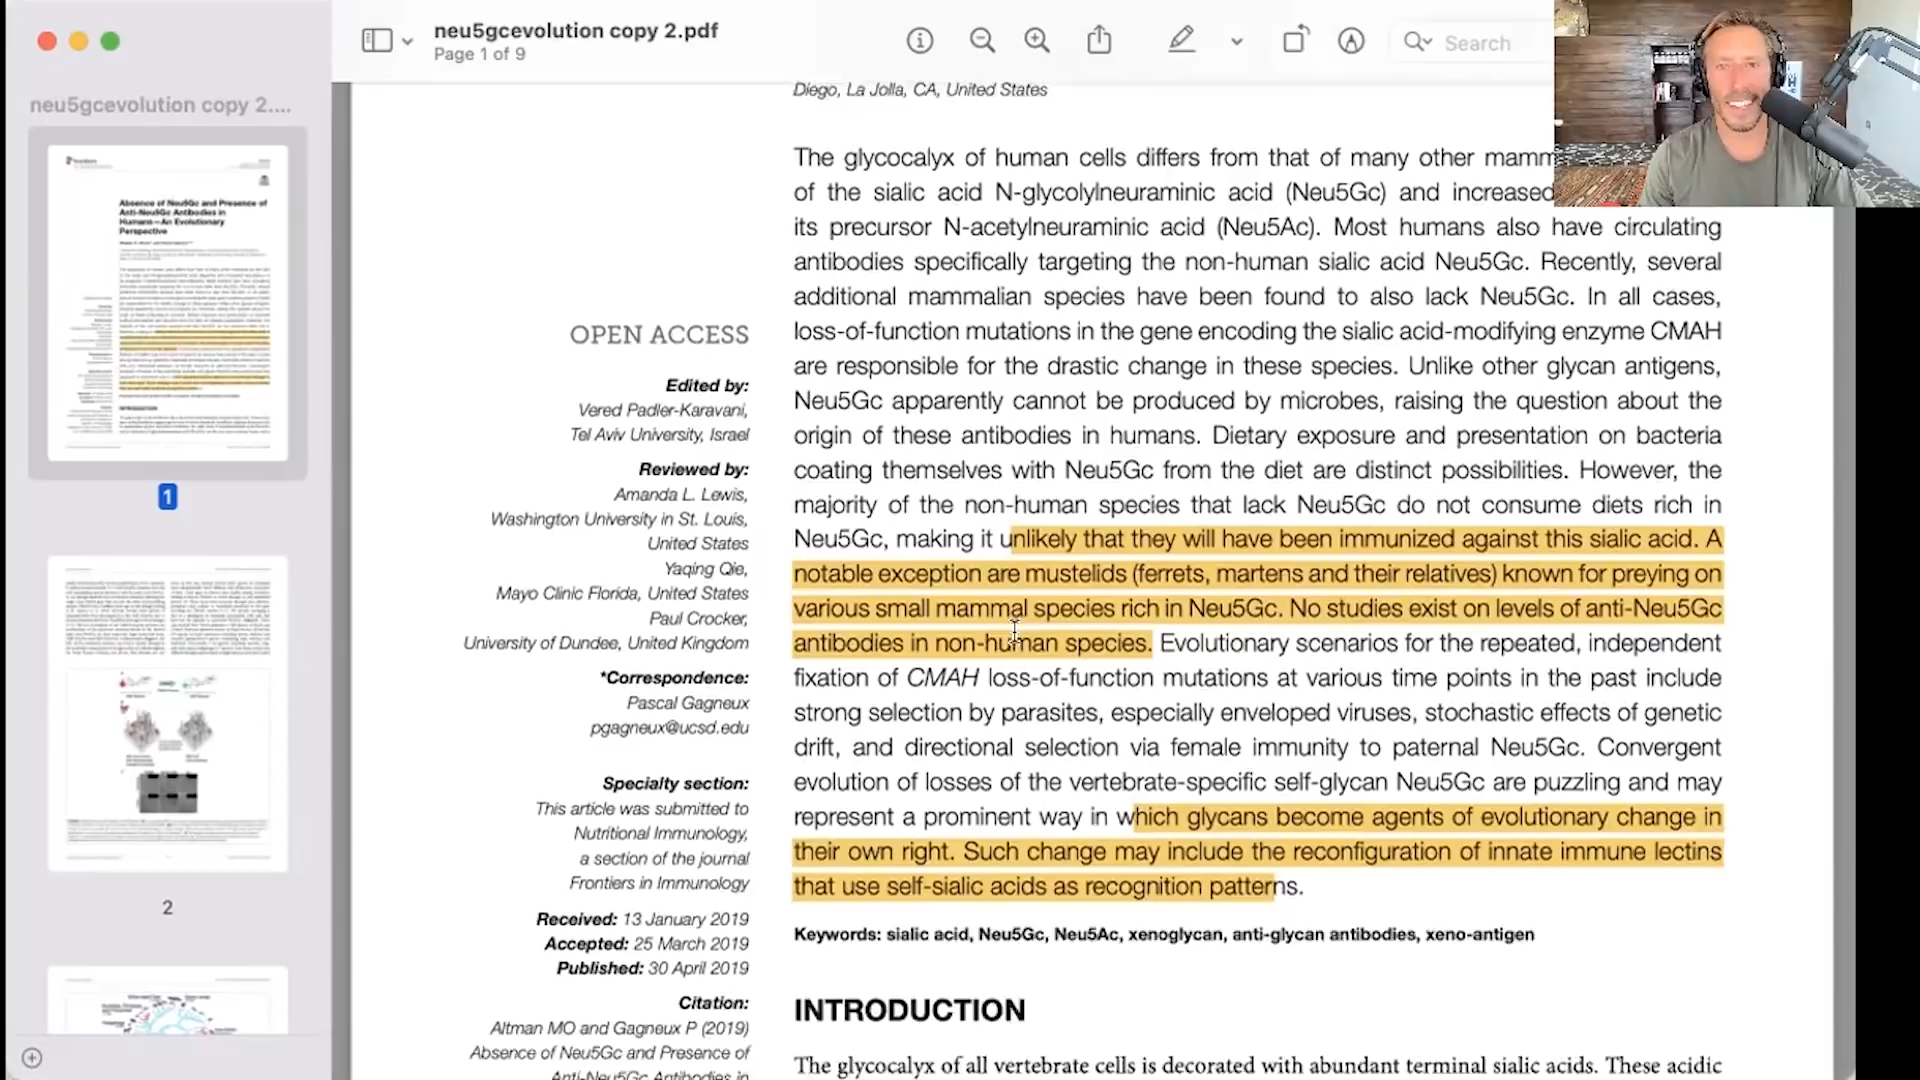 neu5gcevolution copy 2.pdf
Page 1 of 9
Search
neu5gcevolution copy 2....
Absence of Neu5Gc and Presence of
Anti-Neu5Gc Antibodies in
Humans—An Evolutionary
Perspective
1
2
Diego, La Jolla, CA, United States
OPEN ACCESS
Edited by:
Vered Padler-Karavani,
Tel Aviv University, Israel
Reviewed by:
Amanda L. Lewis,
Washington University in St. Louis,
United States
Yaqing Qie,
Mayo Clinic Florida, United States
Paul Crocker,
University of Dundee, United Kingdom
*Correspondence:
Pascal Gagneux
pgagneux@ucsd.edu
Specialty section:
This article was submitted to
Nutritional Immunology,
a section of the journal
Frontiers in Immunology
Received: 13 January 2019
Accepted: 25 March 2019
Published: 30 April 2019
Citation:
Altman MO and Gagneux P (2019)
Absence of Neu5Gc and Presence of
Anti-Neu5Gc Antibodies in
The glycocalyx of human cells differs from that of many other mamm
of the sialic acid N-glycolylneuraminic acid (Neu5Gc) and increased
its precursor N-acetylneuraminic acid (Neu5Ac). Most humans also have circulating
antibodies specifically targeting the non-human sialic acid Neu5Gc. Recently, several
additional mammalian species have been found to also lack Neu5Gc. In all cases,
loss-of-function mutations in the gene encoding the sialic acid-modifying enzyme CMAH
are responsible for the drastic change in these species. Unlike other glycan antigens,
Neu5Gc apparently cannot be produced by microbes, raising the question about the
origin of these antibodies in humans. Dietary exposure and presentation on bacteria
coating themselves with Neu5Gc from the diet are distinct possibilities. However, the
majority of the non-human species that lack Neu5Gc do not consume diets rich in
Neu5Gc, making it unlikely that they will have been immunized against this sialic acid. A
notable exception are mustelids (ferrets, martens and their relatives) known for preying on
various small mammal species rich in Neu5Gc. No studies exist on levels of anti-Neu5Gc
antibodies in non-human species. Evolutionary scenarios for the repeated, independent
fixation of CMAH loss-of-function mutations at various time points in the past include
strong selection by parasites, especially enveloped viruses, stochastic effects of genetic
drift, and directional selection via female immunity to paternal Neu5Gc. Convergent
evolution of losses of the vertebrate-specific self-glycan Neu5Gc are puzzling and may
represent a prominent way in which glycans become agents of evolutionary change in
their own right. Such change may include the reconfiguration of innate immune lectins
that use self-sialic acids as recognition patterns.
Keywords: sialic acid, Neu5Gc, Neu5Ac, xenoglycan, anti-glycan antibodies, xeno-antigen
INTRODUCTION
The glycocalyx of all vertebrate cells is decorated with abundant terminal sialic acids. These acidic